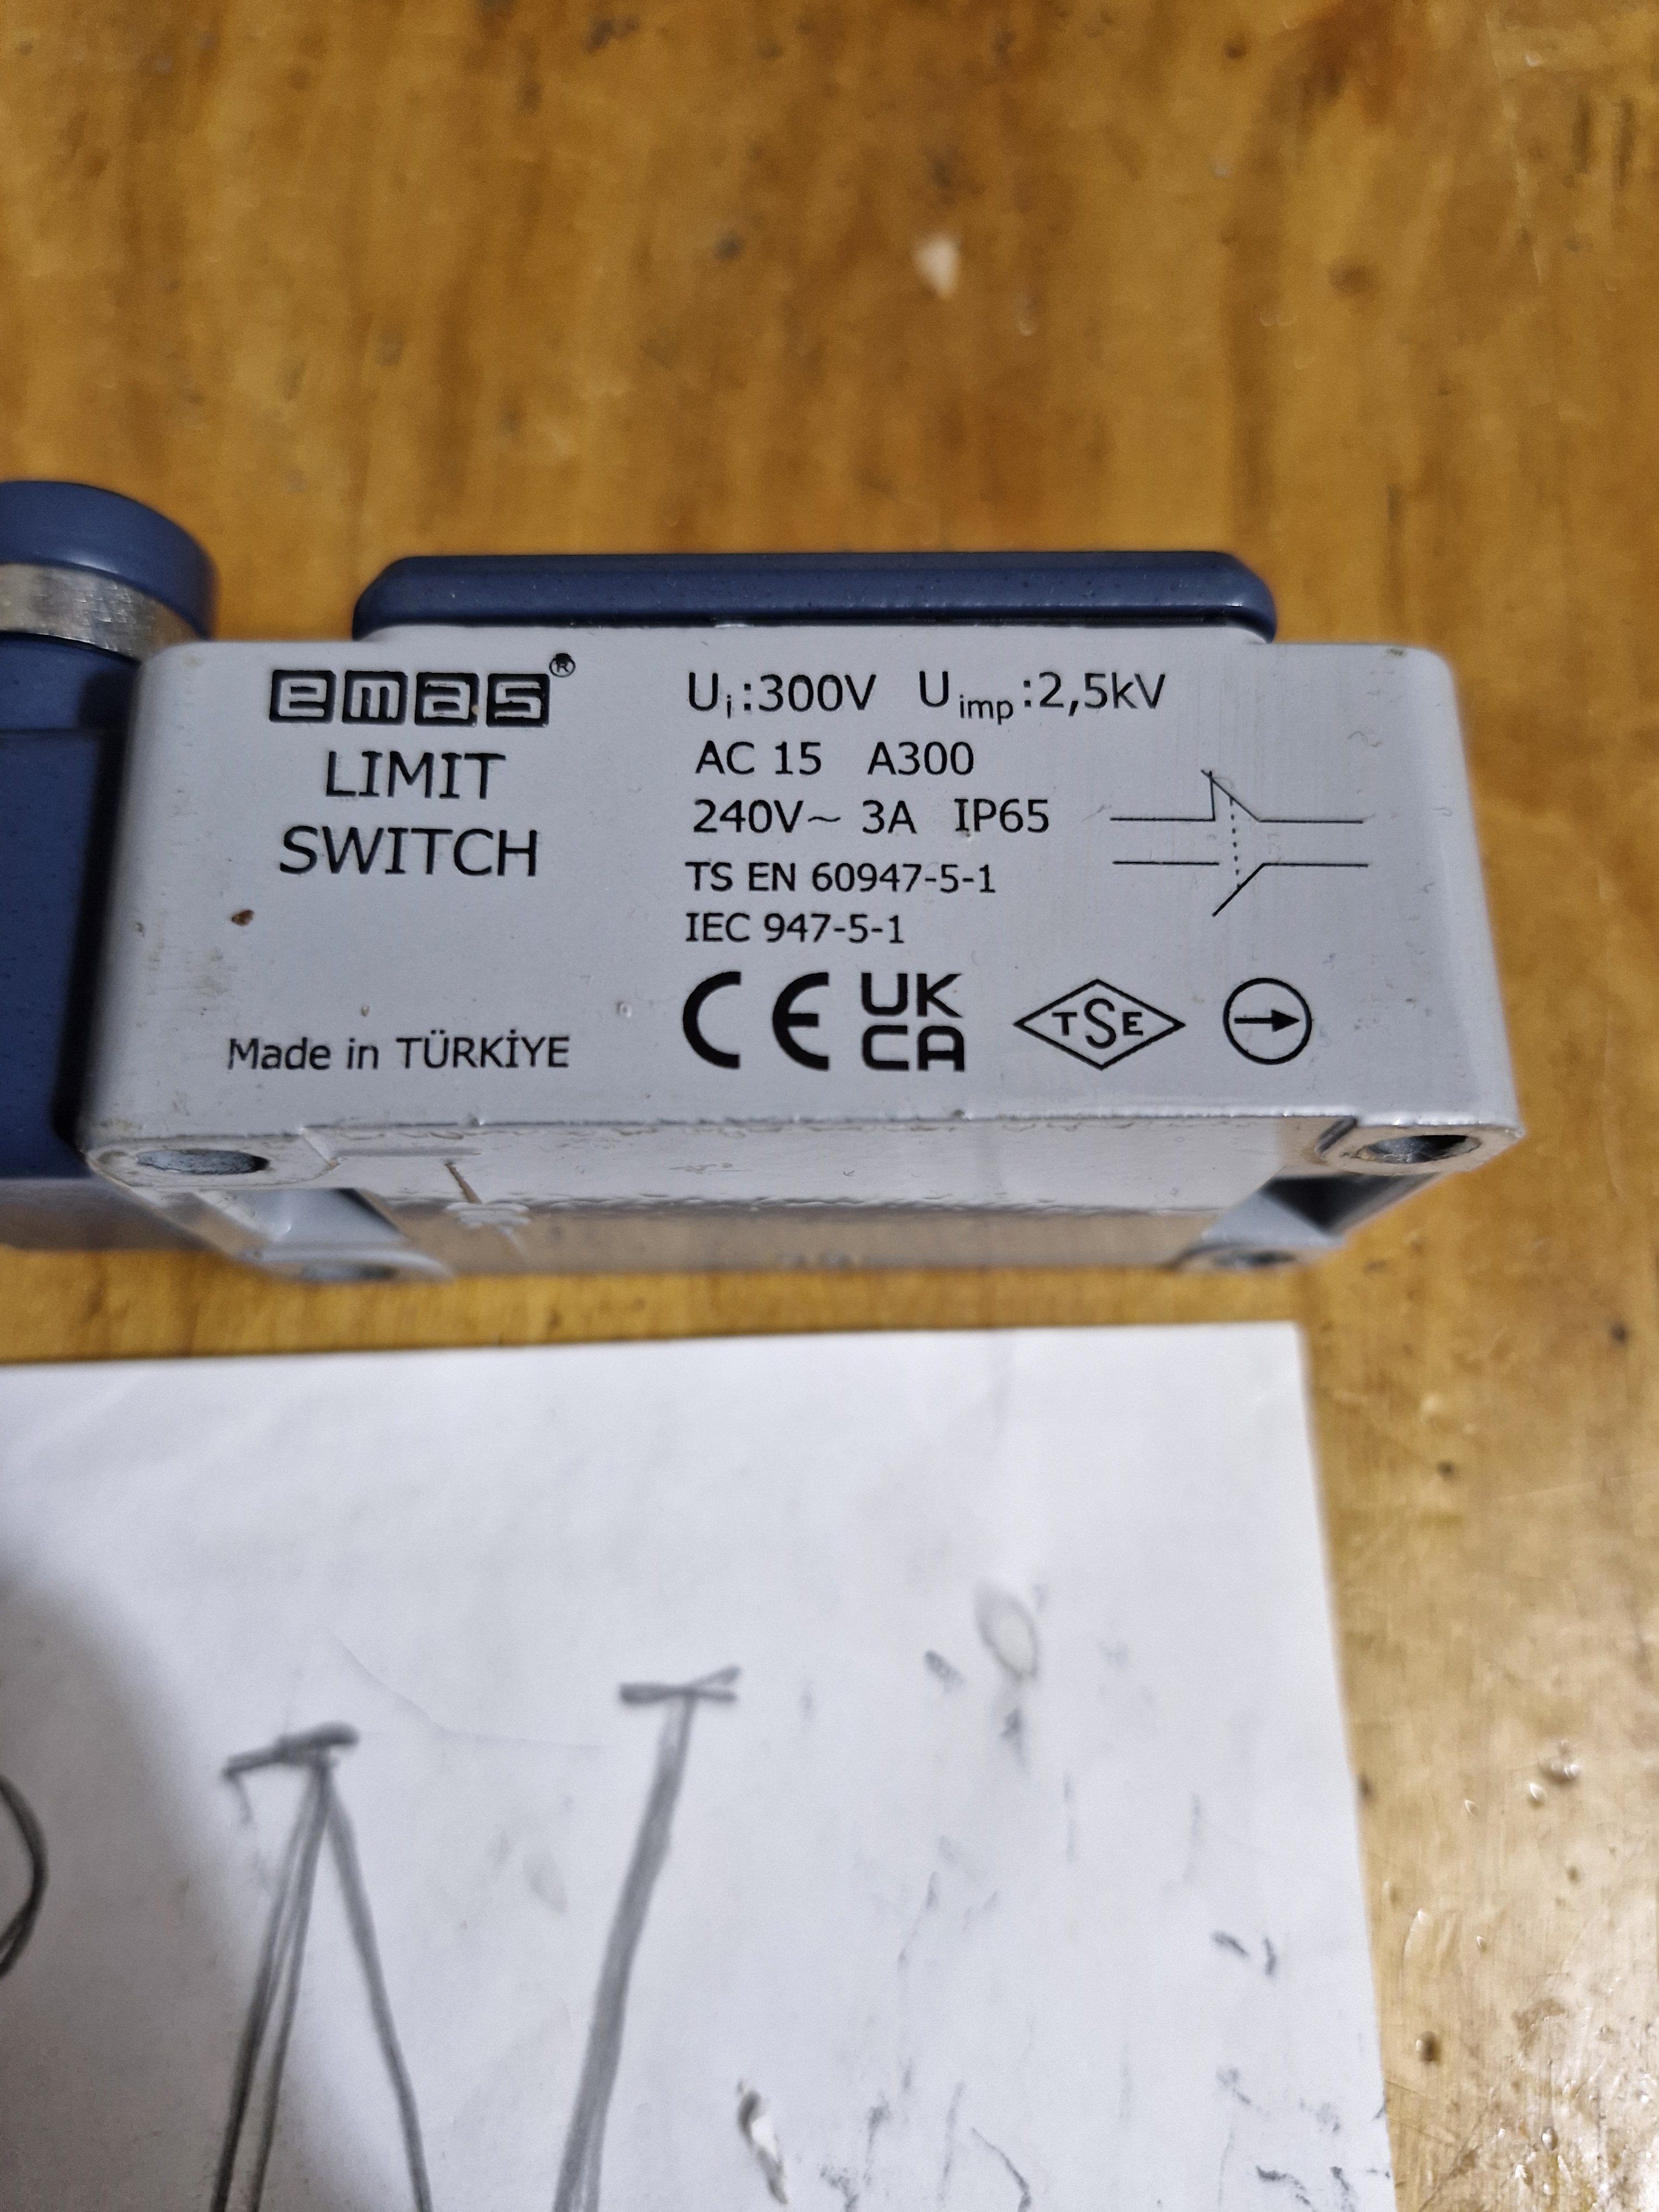 emas®
LIMIT
SWITCH
Made in TÜRKİYE
Ui:300V Uimp:2,5kV
AC 15 A300
240V~ 3A IP65
TS EN 60947-5-1
IEC 947-5-1
CE UK CA TSE